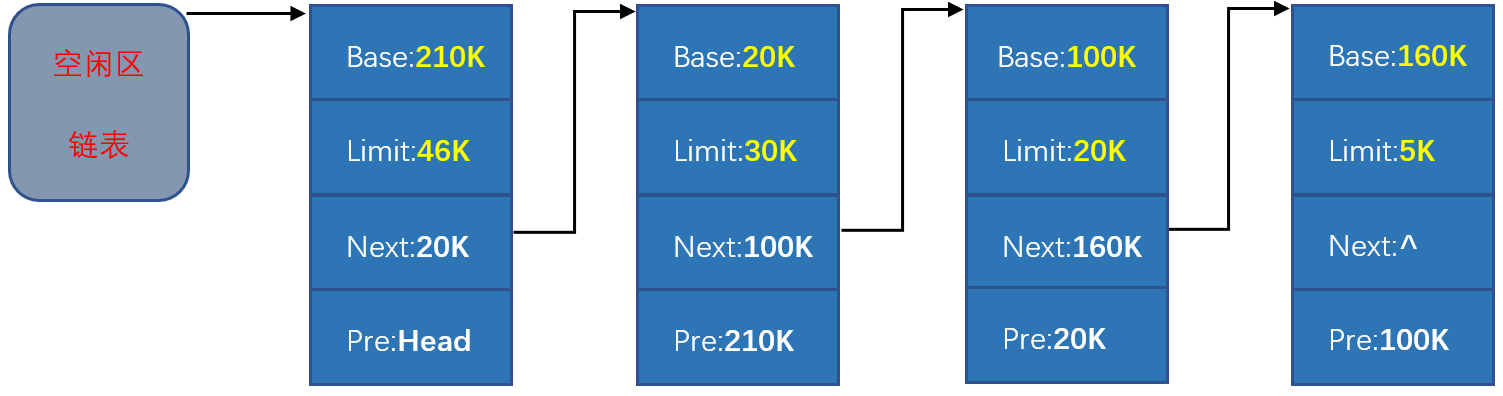 空闲区
链表
Base:210K
Limit:46K
Next:20K
Pre:Head
Base:20K
Limit:30K
Next:100K
Pre:210K
Base:100K
Limit:20K
Next:160K
Pre:20K
Base:160K
Limit:5K
Next:^
Pre:100K